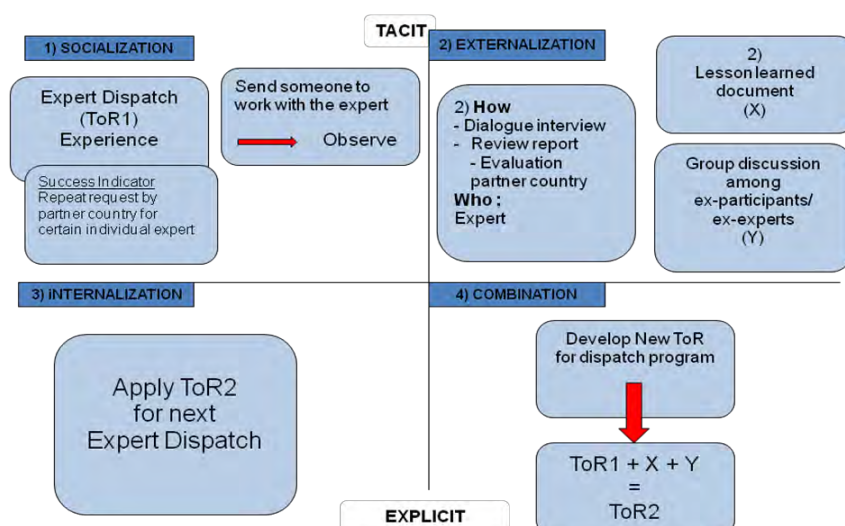 TACIT
1) SOCIALIZATION
Expert Dispatch
(ToR1)
Experience
Success Indicator
Repeat request by
partner country for
certain individual expert
Send someone to
work with the expert
Observe
2) EXTERNALIZATION
2) How
- Dialogue interview
- Review report
- Evaluation
partner country
Who :
Expert
2)
Lesson learned
document
(X)
Group discussion
among
ex-participants/
ex-experts
(Y)
3) iNTERNALIZATION
Apply ToR2
for next
Expert Dispatch
4) COMBINATION
Develop New ToR
for dispatch program
ToR1 + X + Y
=
ToR2
EXPLICIT